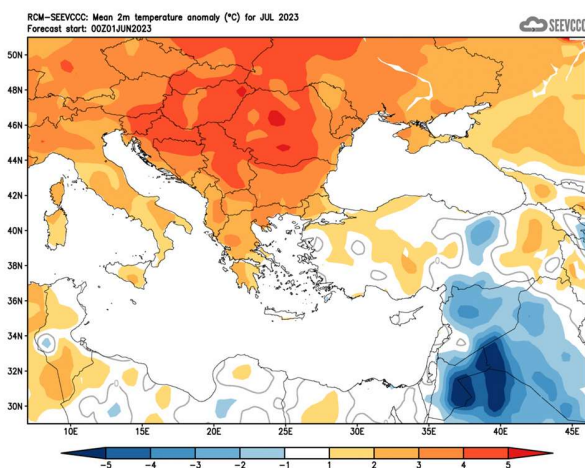 RCM-SEEVCCC: Mean 2m temperature anomaly (°C) for JUL 2023
Forecast start: 00Z01JUN2023
SEEVCCC
50N
48N
46N
44N
42N
40N
38N
36N
34N
32N
30N
10E 15E 20E 25E 30E 35E 40E 45E
-5 -4 -3 -2 -1 1 2 3 4 5